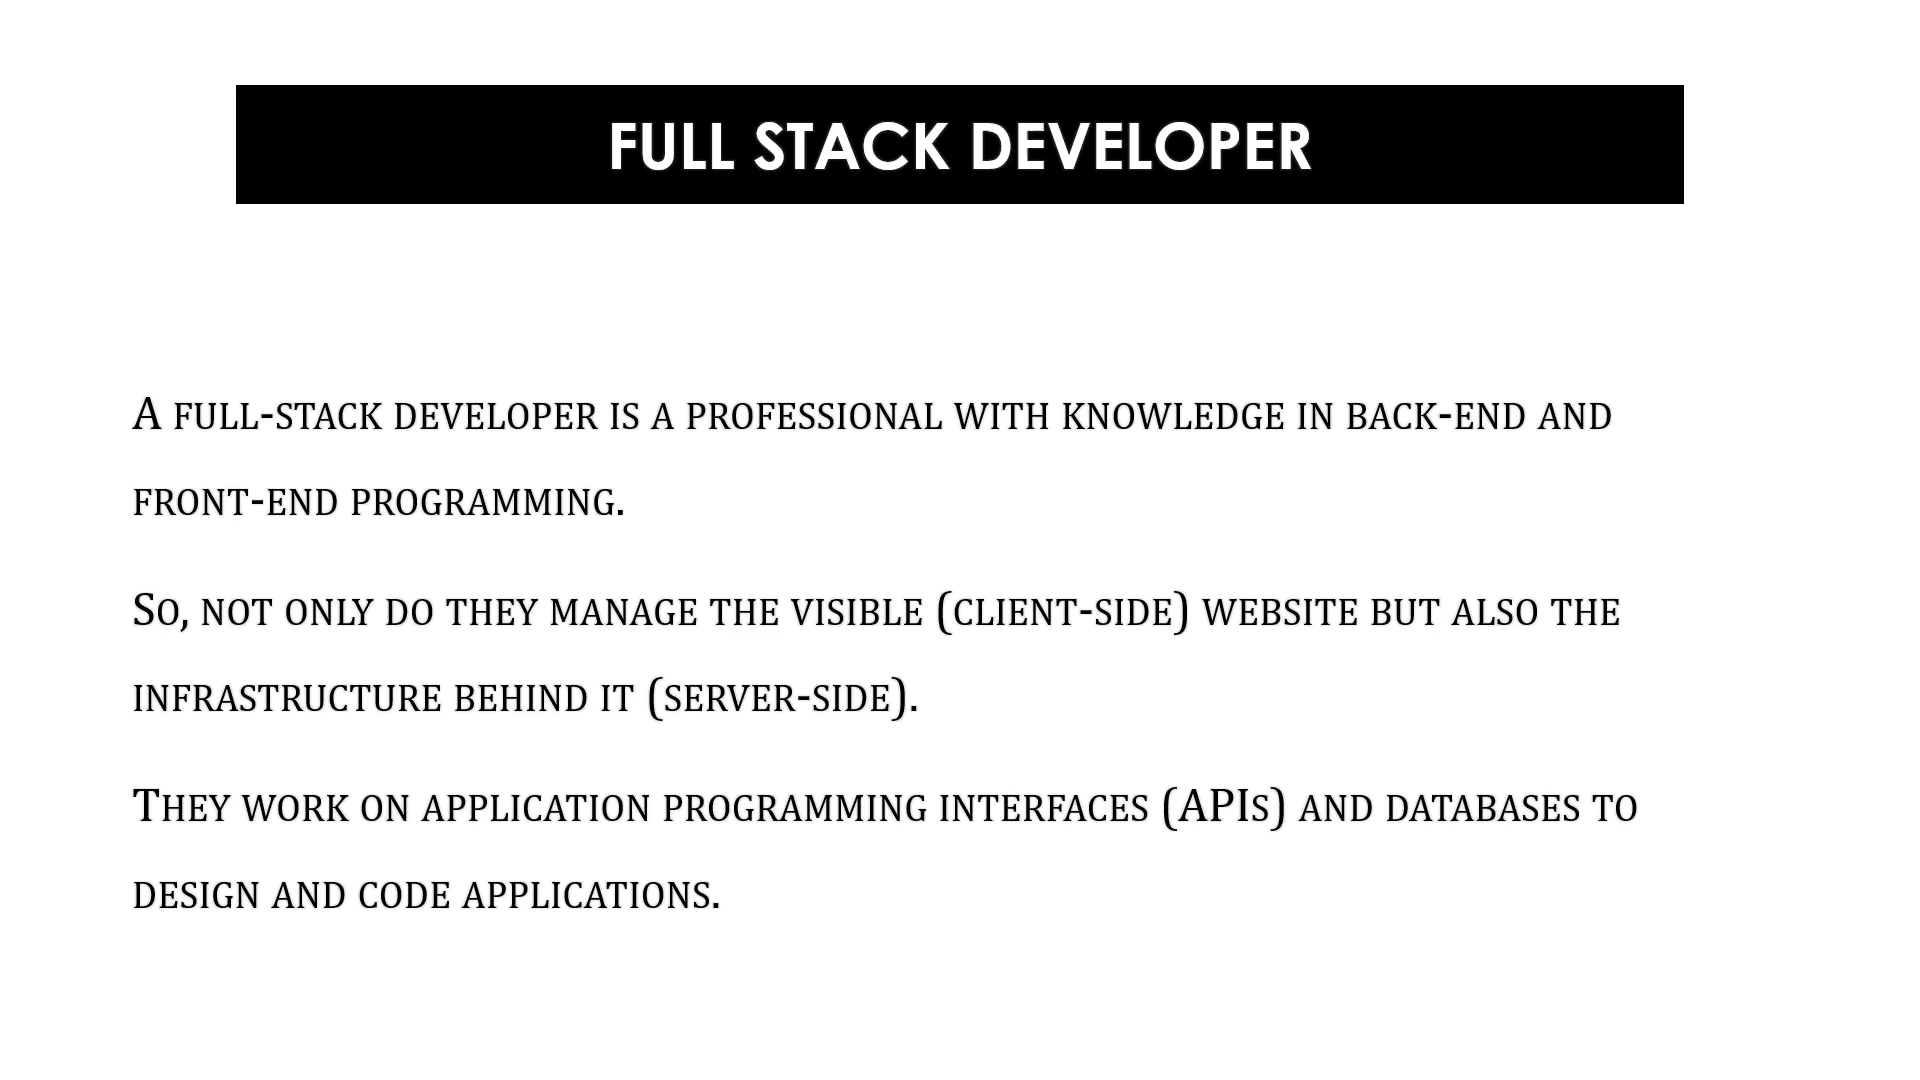 FULL STACK DEVELOPER
A FULL-STACK DEVELOPER IS A PROFESSIONAL WITH KNOWLEDGE IN BACK-END AND
FRONT-END PROGRAMMING.
SO, NOT ONLY DO THEY MANAGE THE VISIBLE (CLIENT-SIDE) WEBSITE BUT ALSO THE
INFRASTRUCTURE BEHIND IT (SERVER-SIDE).
THEY WORK ON APPLICATION PROGRAMMING INTERFACES (APIS) AND DATABASES TO
DESIGN AND CODE APPLICATIONS.